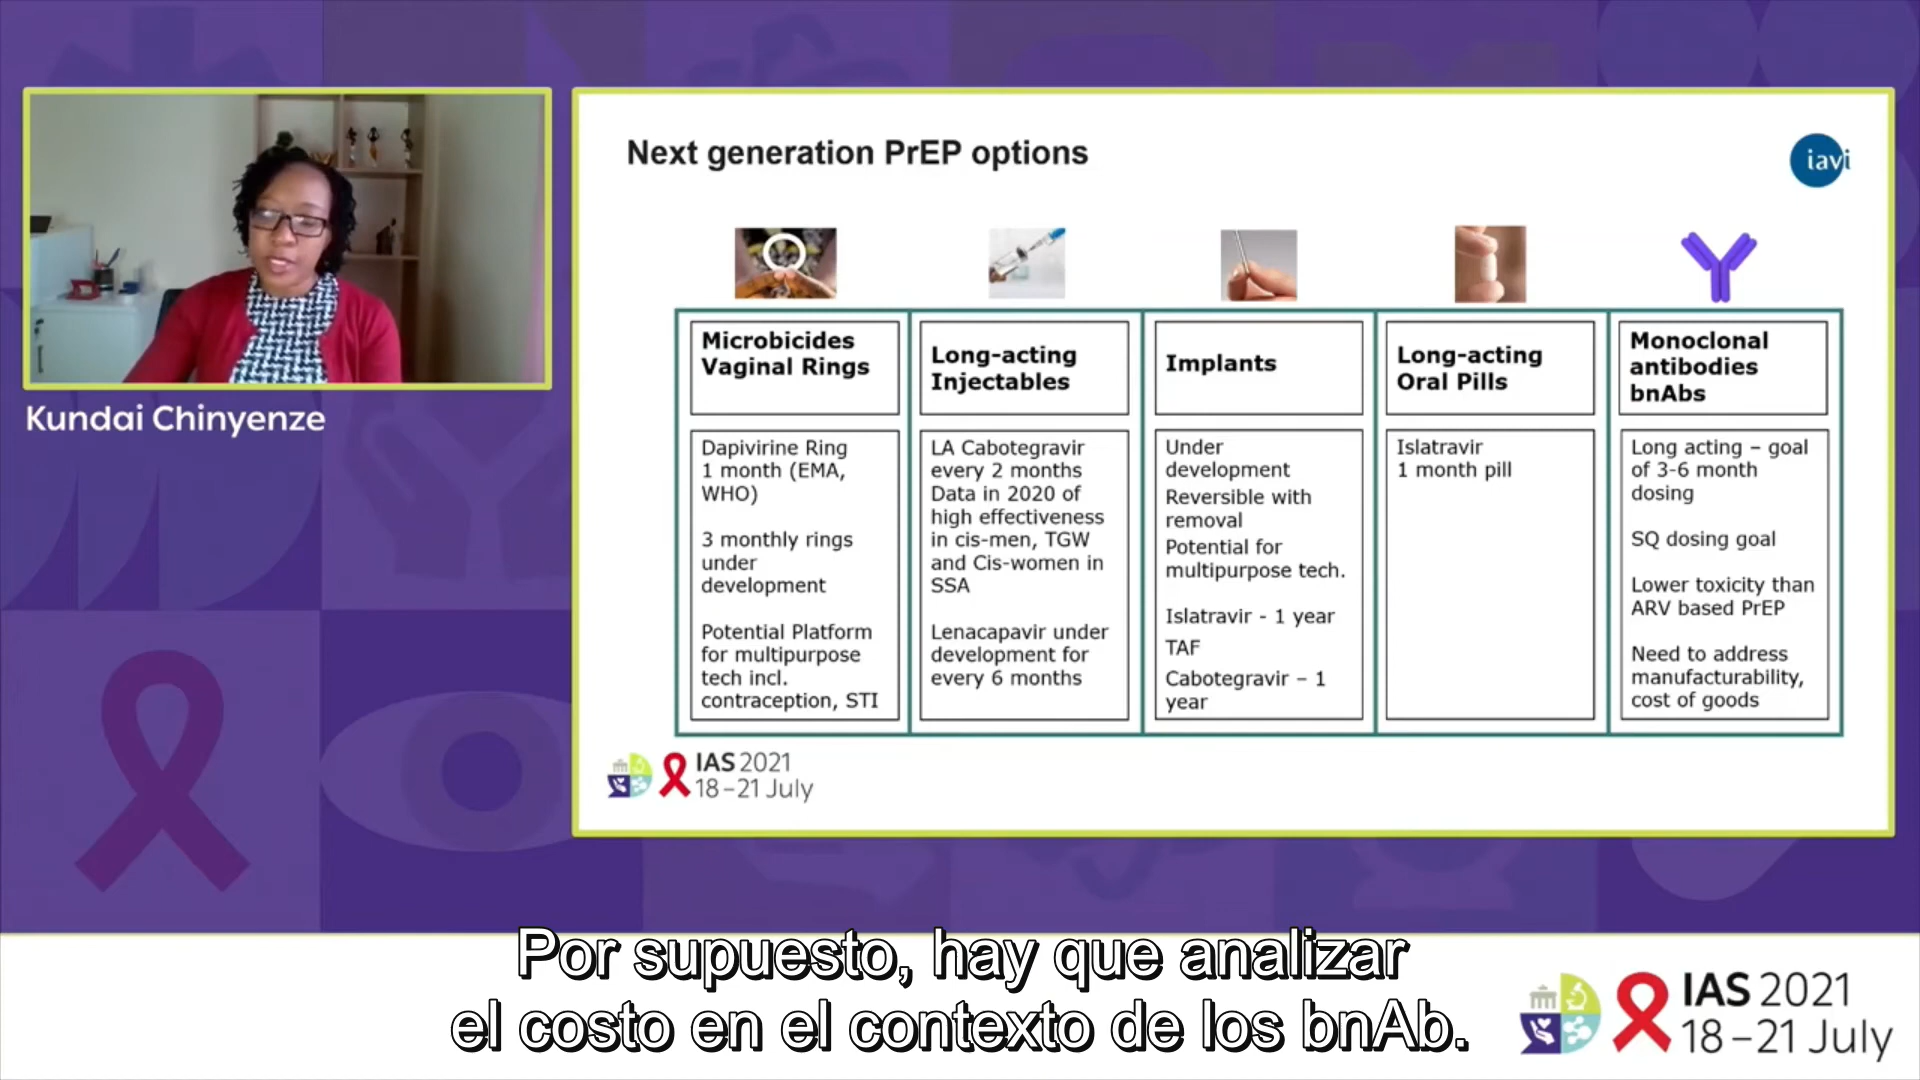 Kundai Chinyenze
Next generation PrEP options
iavi
Microbicides
Vaginal Rings
Dapivirine Ring
1 month (EMA,
WHO)
3 monthly rings
under
development
Potential Platform
for multipurpose
tech incl.
contraception, STI
Long-acting
Injectables
LA Cabotegravir
every 2 months
Data in 2020 of
high effectiveness
in cis-men, TGW
and Cis-women in
SSA
Lenacapavir under
development for
every 6 months
Implants
Under
development
Reversible with
removal
Potential for
multipurpose tech.
Islatravir - 1 year
TAF
Cabotegravir – 1
year
Long-acting
Oral Pills
Islatravir
1 month pill
Monoclonal
antibodies
bnAbs
Long acting – goal
of 3-6 month
dosing
SQ dosing goal
Lower toxicity than
ARV based PrEP
Need to address
manufacturability,
cost of goods
IAS 2021
18–21 July
Por supuesto, hay que analizar
el costo en el contexto de los bnAb.
IAS 2021
18–21 July